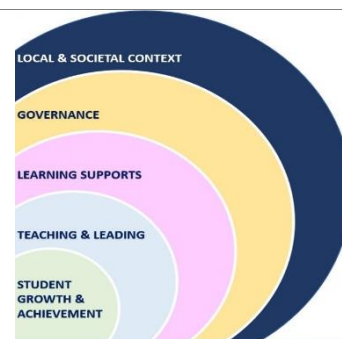 LOCAL & SOCIETAL CONTEXT
GOVERNANCE
LEARNING SUPPORTS
TEACHING & LEADING
STUDENT
GROWTH &
ACHIEVEMENT